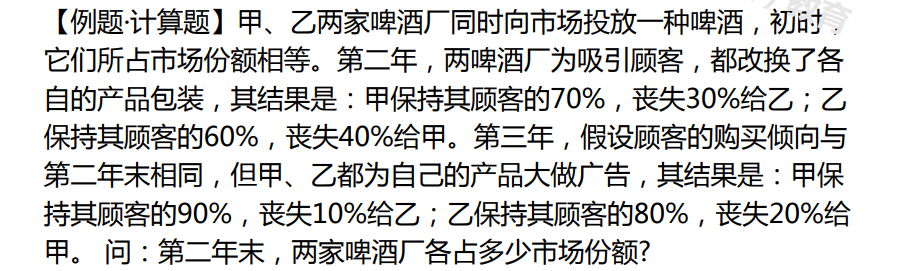 【例题·计算题】甲、乙两家啤酒厂同时向市场投放一种啤酒，初时，
它们所占市场份额相等。第二年，两啤酒厂为吸引顾客，都改换了各
自的产品包装，其结果是：甲保持其顾客的70%，丧失30%给乙；乙
保持其顾客的60%，丧失40%给甲。第三年，假设顾客的购买倾向与
第二年末相同，但甲、乙都为自己的产品大做广告，其结果是：甲保
持其顾客的90%，丧失10%给乙；乙保持其顾客的80%，丧失20%给
甲。 问：第二年末，两家啤酒厂各占多少市场份额?
教育